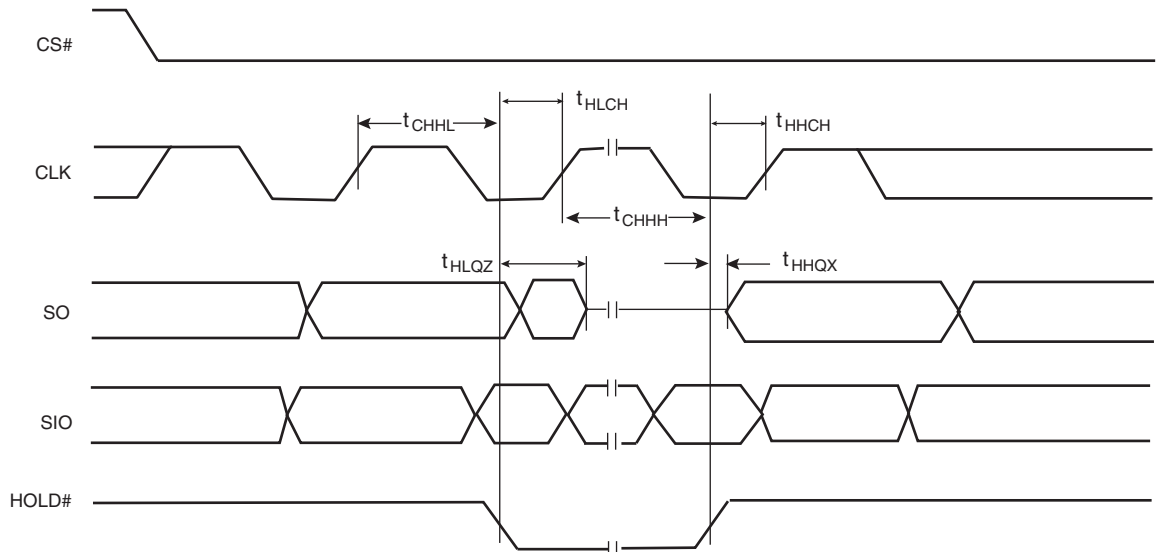 CS#
tHLCH
tCHHL
tHHCH
CLK
tCHHH
tHLQZ
tHHQX
SO
SIO
HOLD#